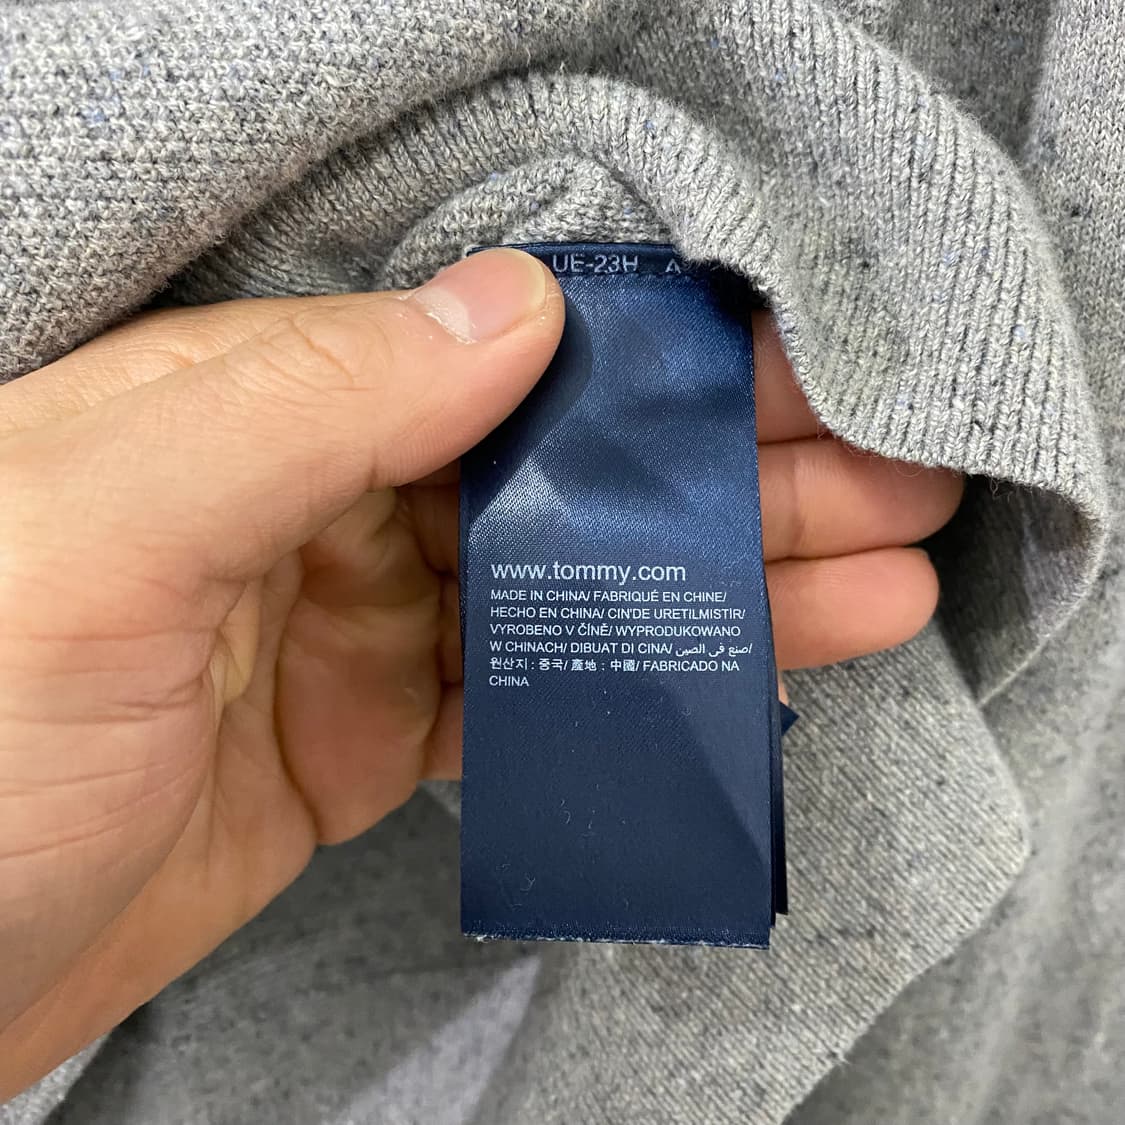 UE-23H
www.tommy.com
MADE IN CHINA/ FABRIQUÉ EN CHINE/
HECHO EN CHINA/ CIN'DE URETILMISTIR/
VYROBENO V ČÍNĚ/ WYPRODUKOWANO
W CHINACH/ DIBUAT DI CINA/ صنع في الصين/
원산지 : 중국/ 產地 : 中國/ FABRICADO NA
CHINA